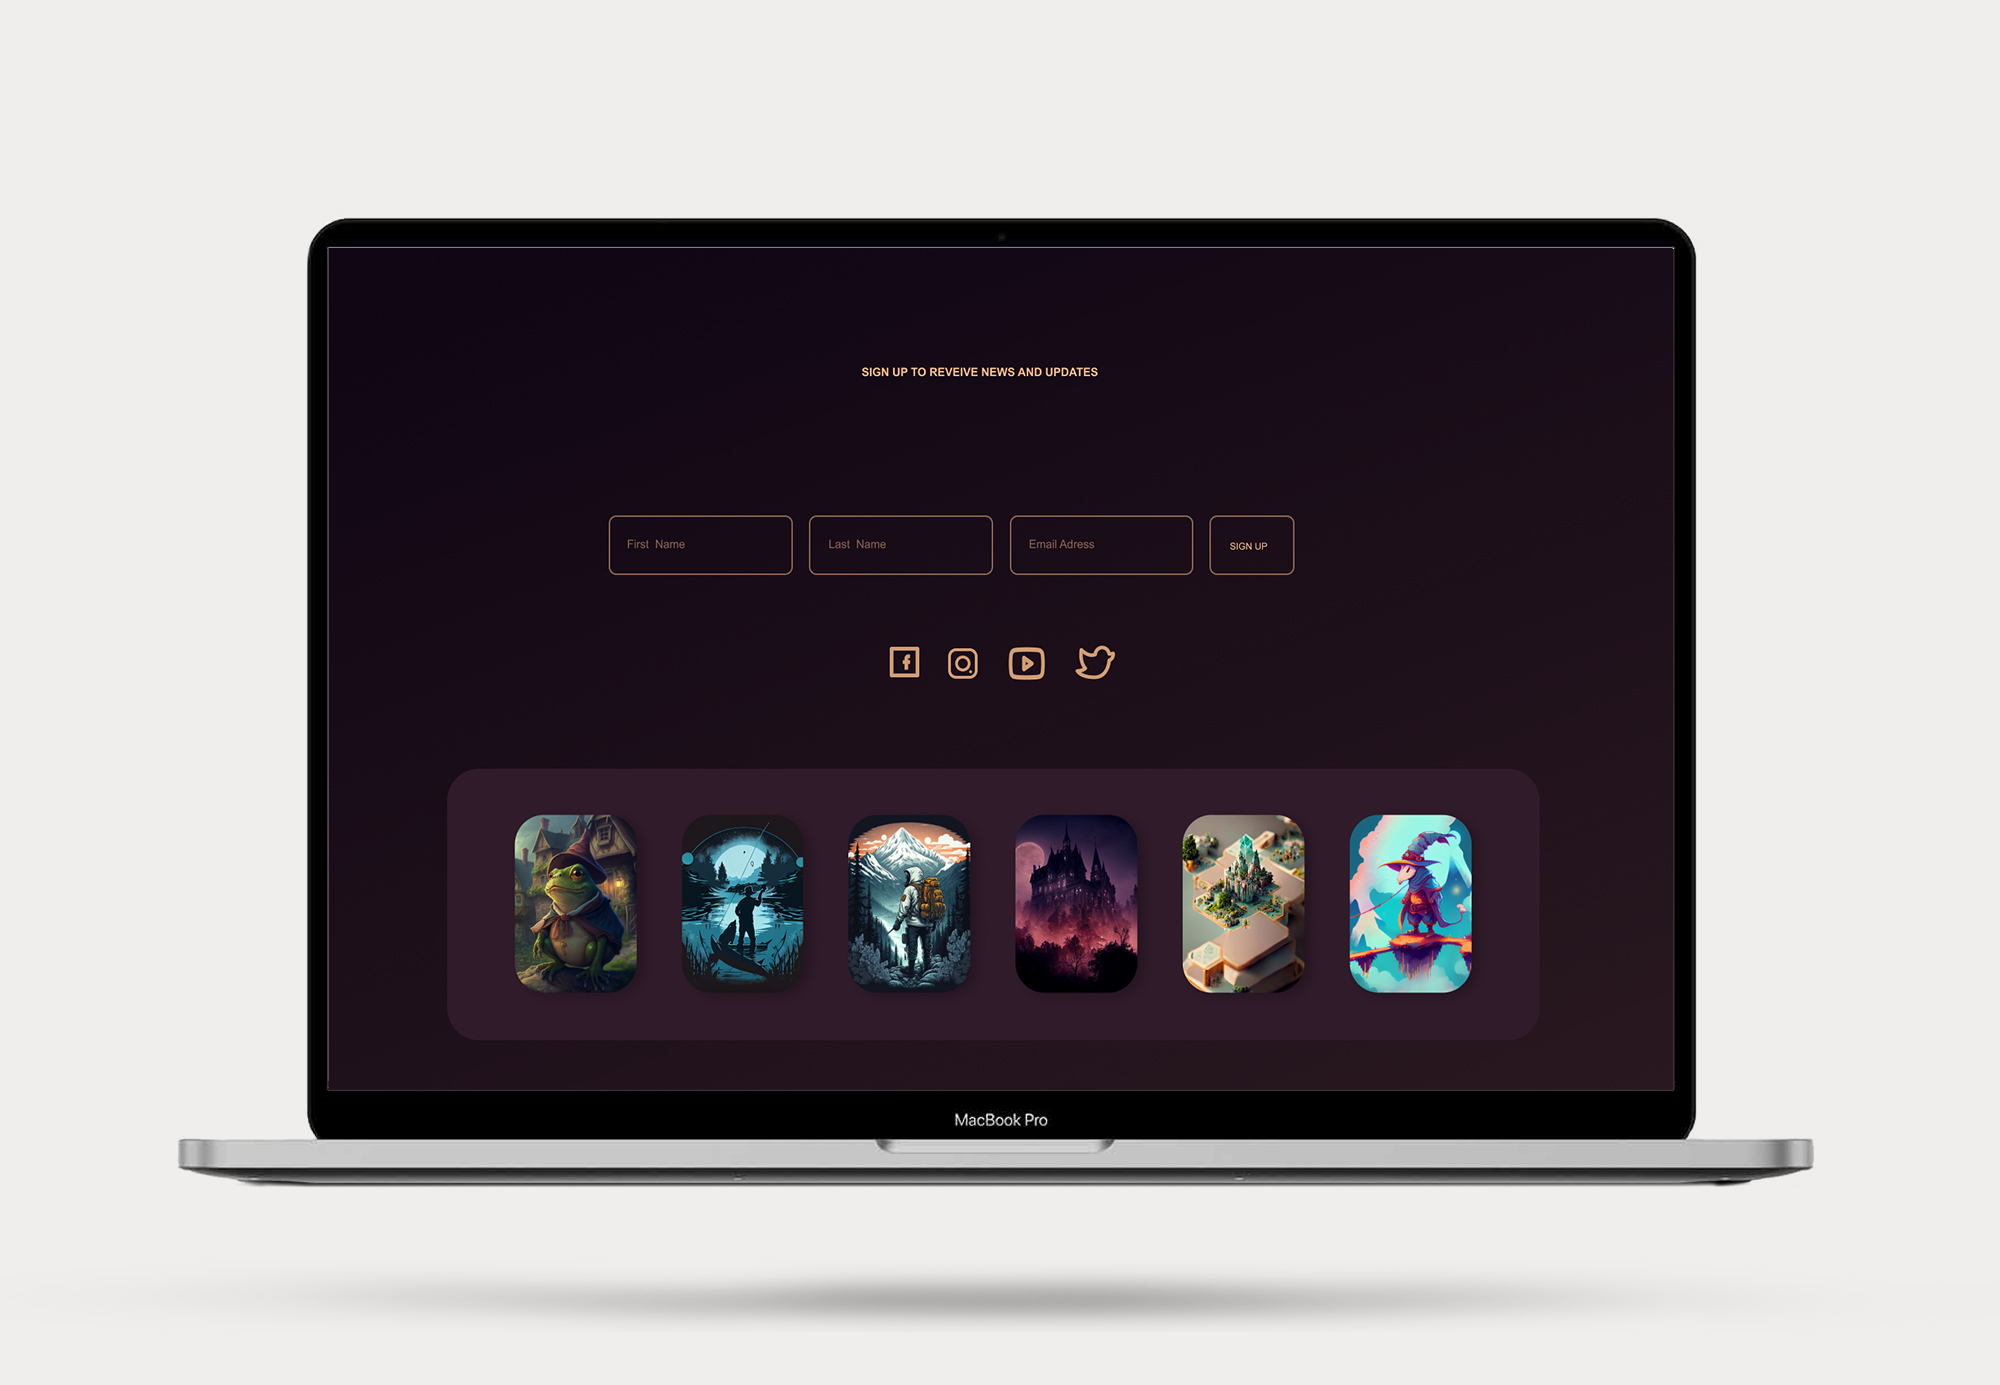 SIGN UP TO REVEIVE NEWS AND UPDATES
First Name
Last Name
Email Adress
SIGN UP
MacBook Pro